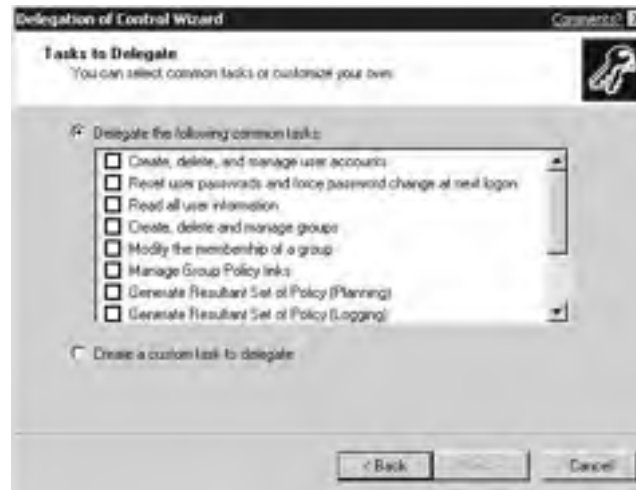 Delegation of Control Wizard Comments?
Tasks to Delegate
You can select common tasks or customize your own.
Delegate the following common tasks:
Create, delete, and manage user accounts
Reset user passwords and force password change at next logon
Read all user information
Create, delete and manage groups
Modify the membership of a group
Manage Group Policy links
Generate Resultant Set of Policy (Planning)
Generate Resultant Set of Policy (Logging)
Create a custom task to delegate
< Back Cancel